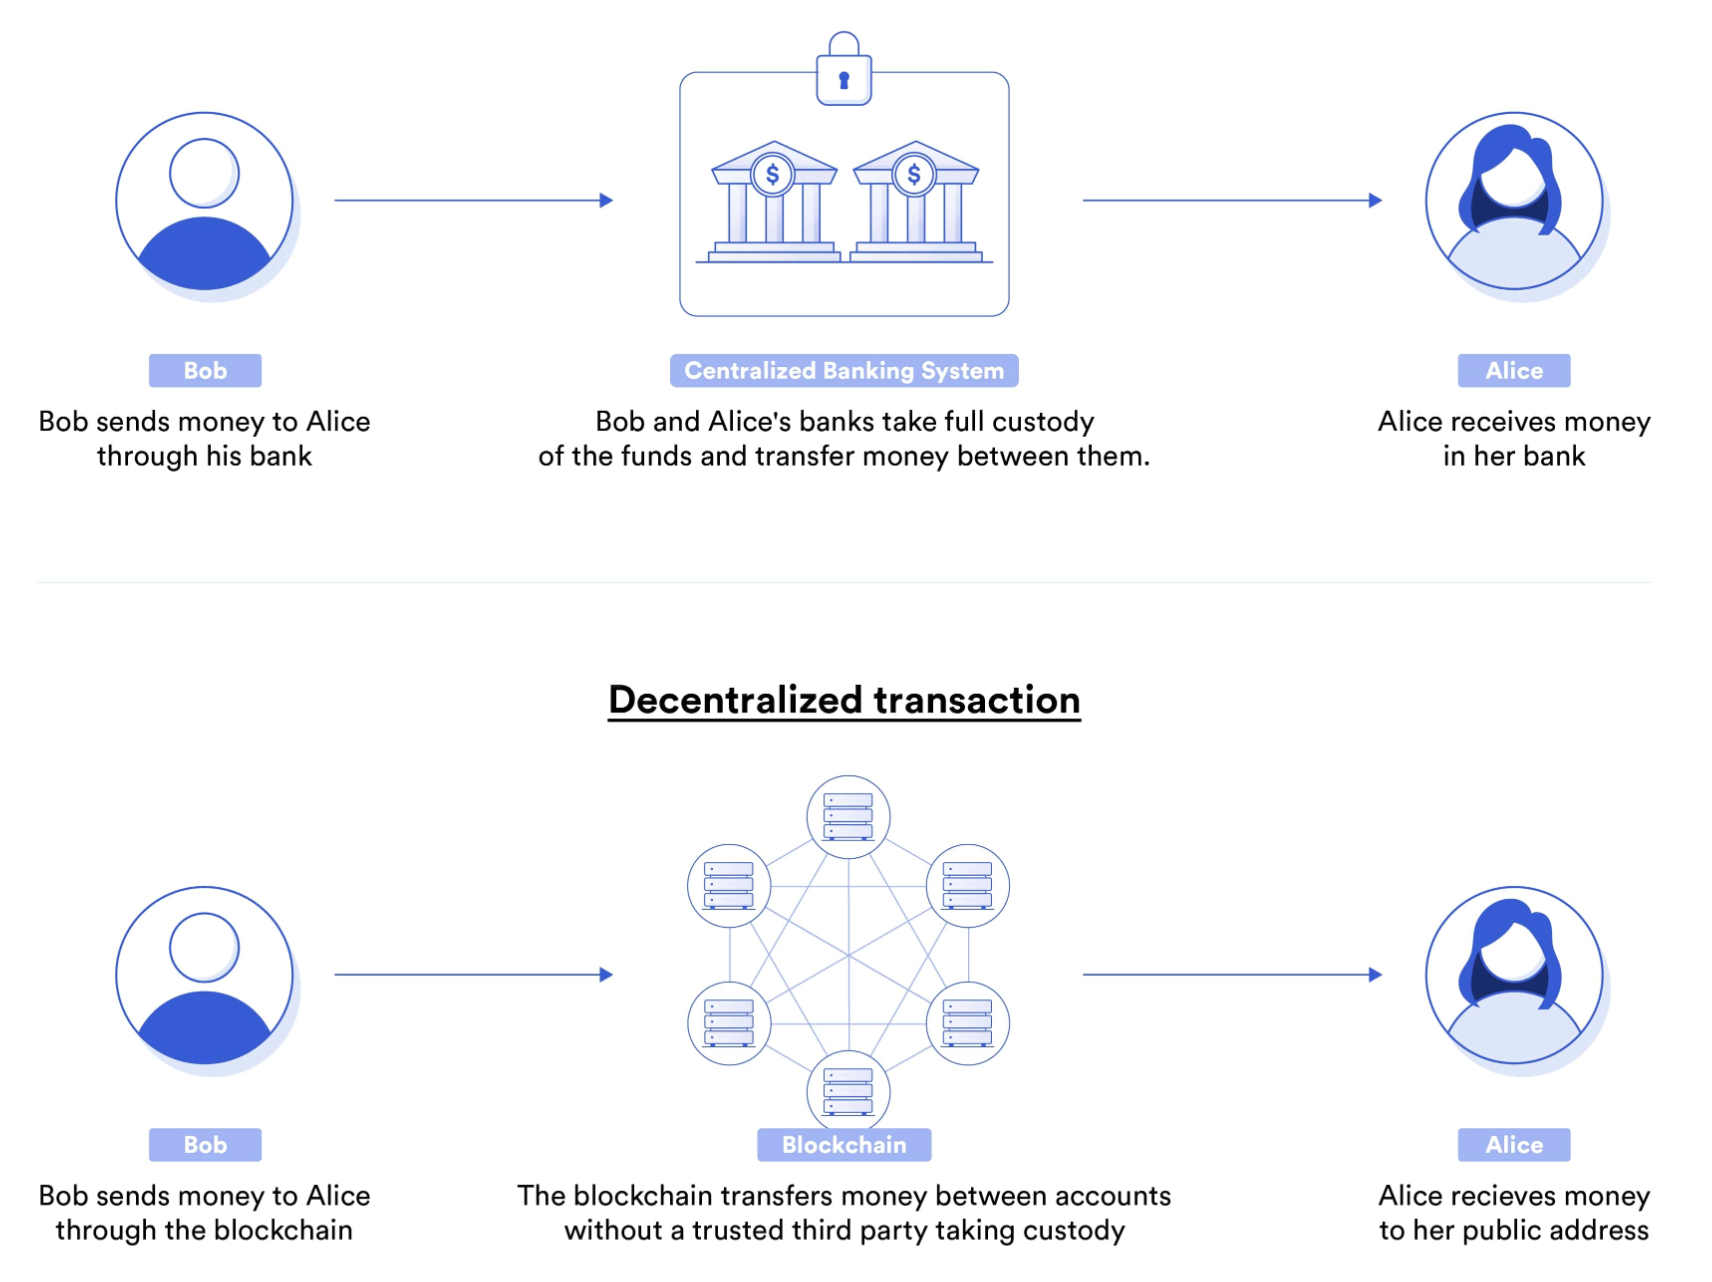 $ $
Bob
Centralized Banking System
Alice
Bob sends money to Alice
through his bank
Bob and Alice's banks take full custody
of the funds and transfer money between them.
Alice receives money
in her bank
Decentralized transaction
Bob
Blockchain
Alice
Bob sends money to Alice
through the blockchain
The blockchain transfers money between accounts
without a trusted third party taking custody
Alice recieves money
to her public address